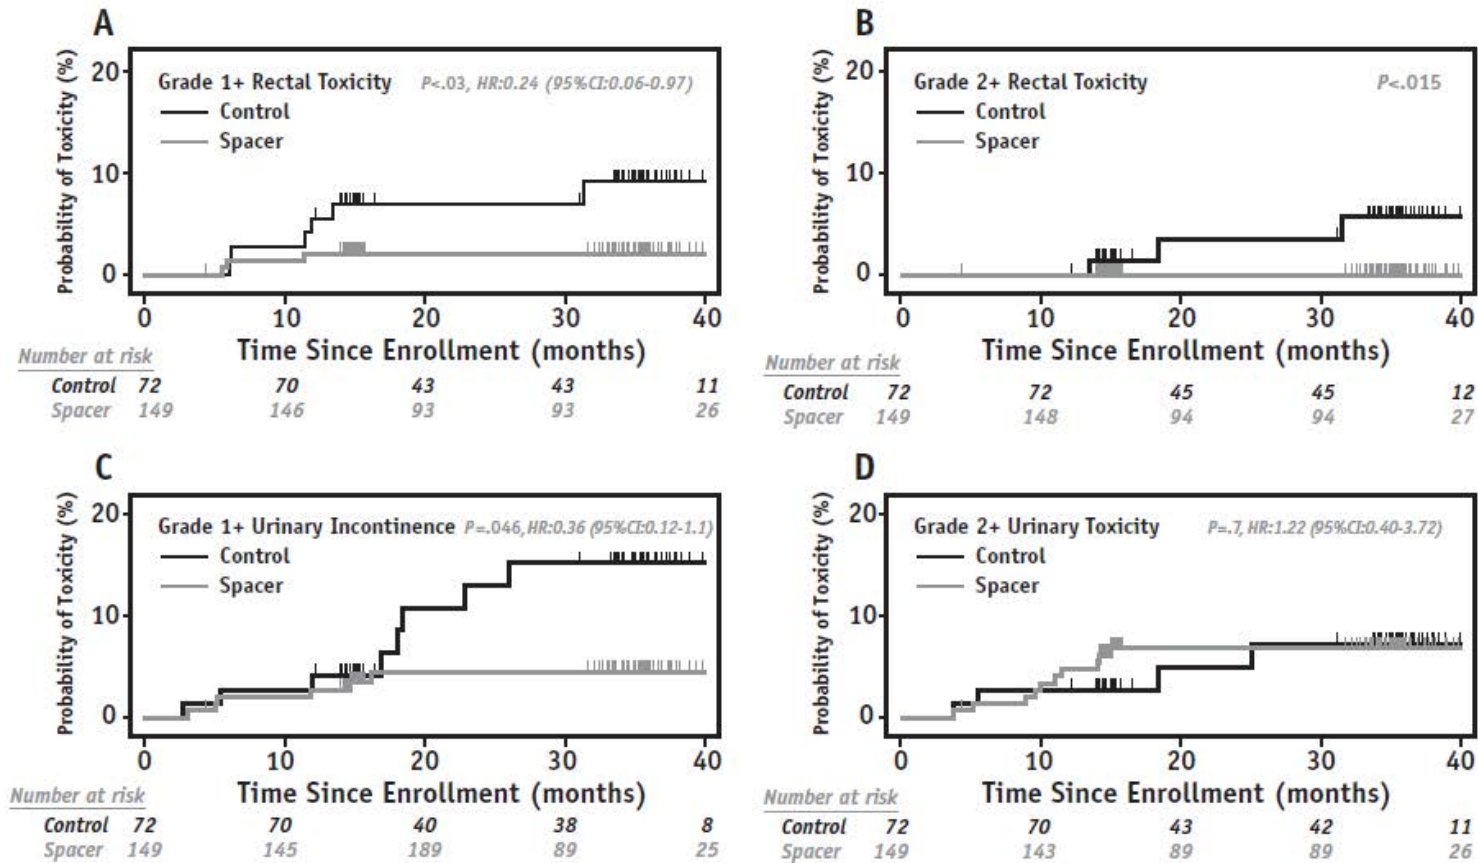 A
Probability of Toxicity (%)
20
10
0
Grade 1+ Rectal Toxicity P<.03, HR:0.24 (95%CI:0.06-0.97)
Control
Spacer
0 10 20 30 40
Time Since Enrollment (months)
Number at risk
Control 72 70 43 43 11
Spacer 149 146 93 93 26
B
Probability of Toxicity (%)
20
10
0
Grade 2+ Rectal Toxicity P<.015
Control
Spacer
0 10 20 30 40
Time Since Enrollment (months)
Number at risk
Control 72 72 45 45 12
Spacer 149 148 94 94 27
C
Probability of Toxicity (%)
20
10
0
Grade 1+ Urinary Incontinence P=.046, HR:0.36 (95%CI:0.12-1.1)
Control
Spacer
0 10 20 30 40
Time Since Enrollment (months)
Number at risk
Control 72 70 40 38 8
Spacer 149 145 189 89 25
D
Probability of Toxicity (%)
20
10
0
Grade 2+ Urinary Toxicity P=.7, HR:1.22 (95%CI:0.40-3.72)
Control
Spacer
0 10 20 30 40
Time Since Enrollment (months)
Number at risk
Control 72 70 43 42 11
Spacer 149 143 89 89 26